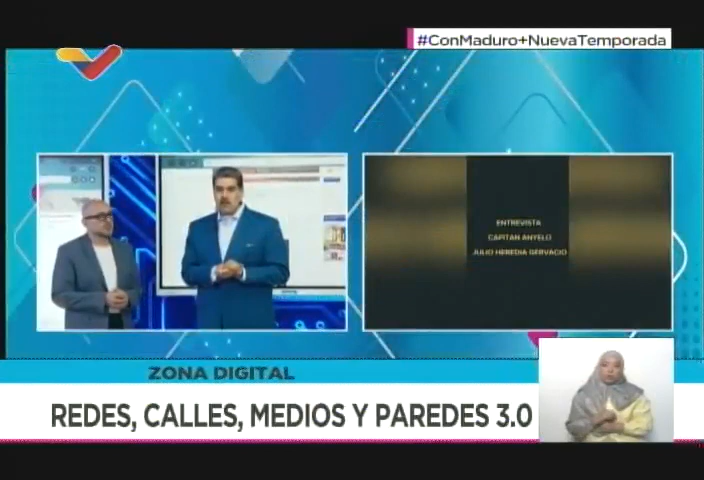 #ConMaduro+NuevaTemporada
ENTREVISTA
CAPITAN ANYELO
JULIO HEREDIA GERVACIO
ZONA DIGITAL
REDES, CALLES, MEDIOS Y PAREDES 3.0